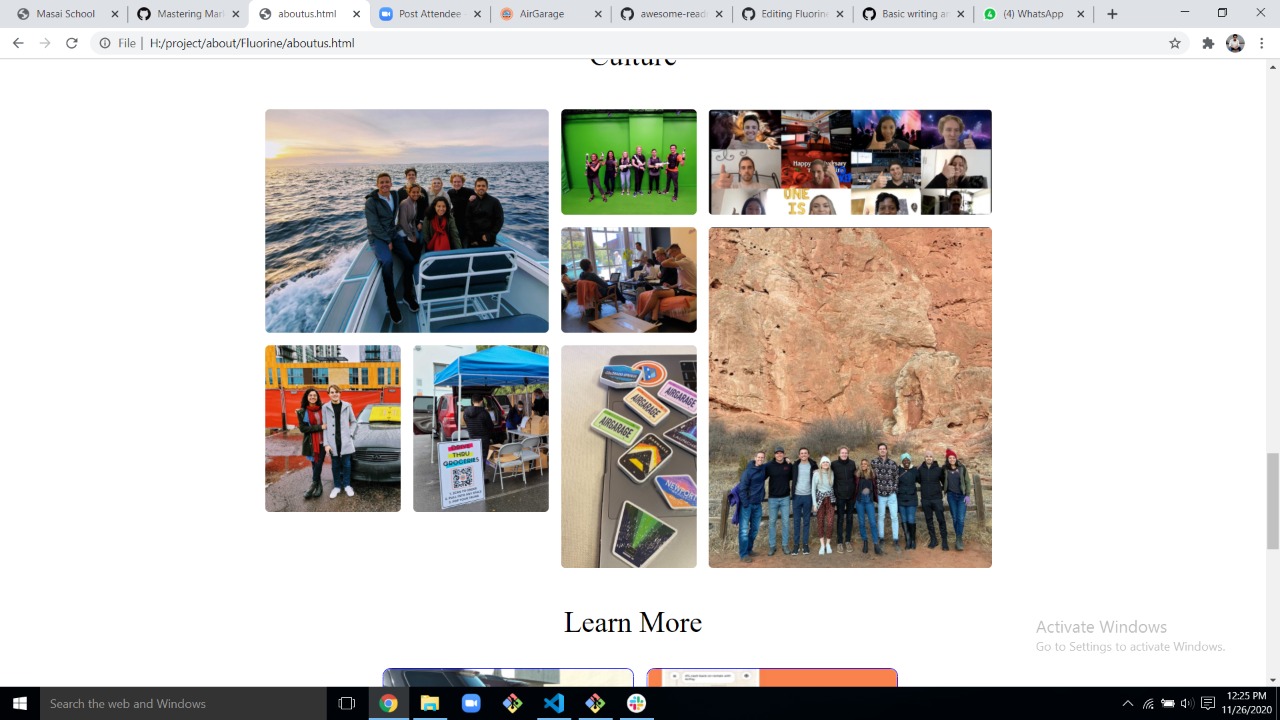 Masai School
Mastering Mar
aboutus.html
Post Attendee
AirGarage
awesome-read
Editing Fluorine
Basic writing an
(4) WhatsApp
File
H:/project/about/Fluorine/aboutus.html
Culture
Happy
ONE
IS
THRU
GROCERIES
AIRGARAGE
AIRGARAGE
AIRGARAGE
NEWPORT
Learn More
Activate Windows
Go to Settings to activate Windows.
Search the web and Windows
12:25 PM
11/26/2020